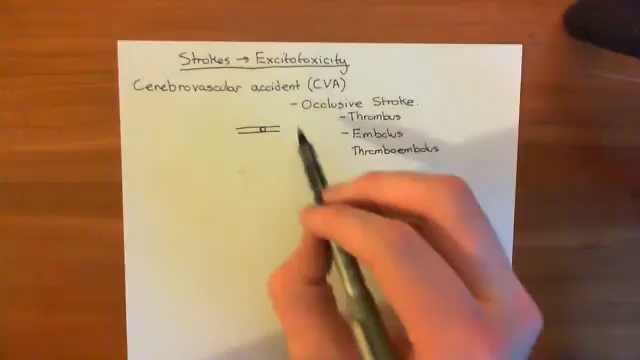 Strokes → Excitotoxicity
Cerebrovascular accident (CVA)
- Occlusive Stroke.
- Thrombus
- Embolus
Thromboembolus